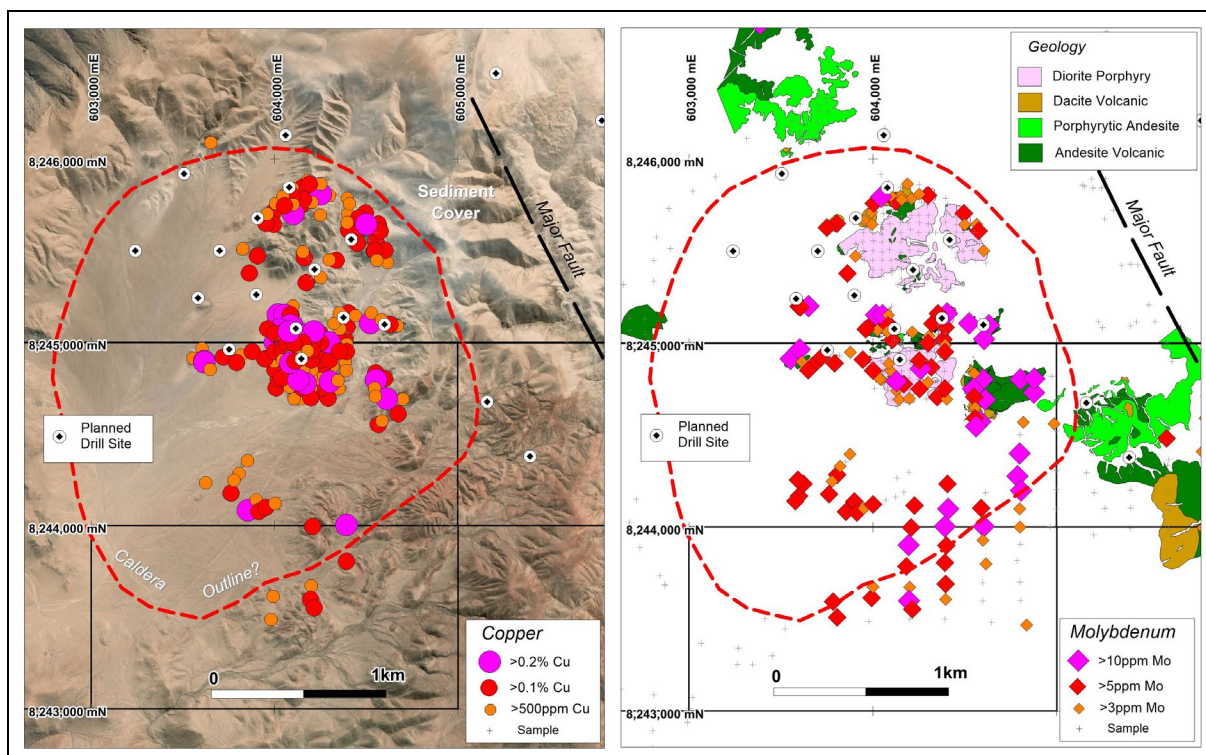 603,000 mE
604,000 mE
605,000 mE
8,246,000 mN
Sediment
Cover
Major Fault
8,245,000 mN
Planned
Drill Site
8,244,000 mN
Caldera
Outline?
Copper
>0.2% Cu
>0.1% Cu
>500ppm Cu
Sample
0
1km
8,243,000 mN
603,000 mE
604,000 mE
Geology
Diorite Porphyry
Dacite Volcanic
Porphyrytic Andesite
Andesite Volcanic
8,246,000 mN
Major Fault
8,245,000 mN
Planned
Drill Site
8,244,000 mN
Molybdenum
>10ppm Mo
>5ppm Mo
>3ppm Mo
Sample
0
1km
8,243,000 mN